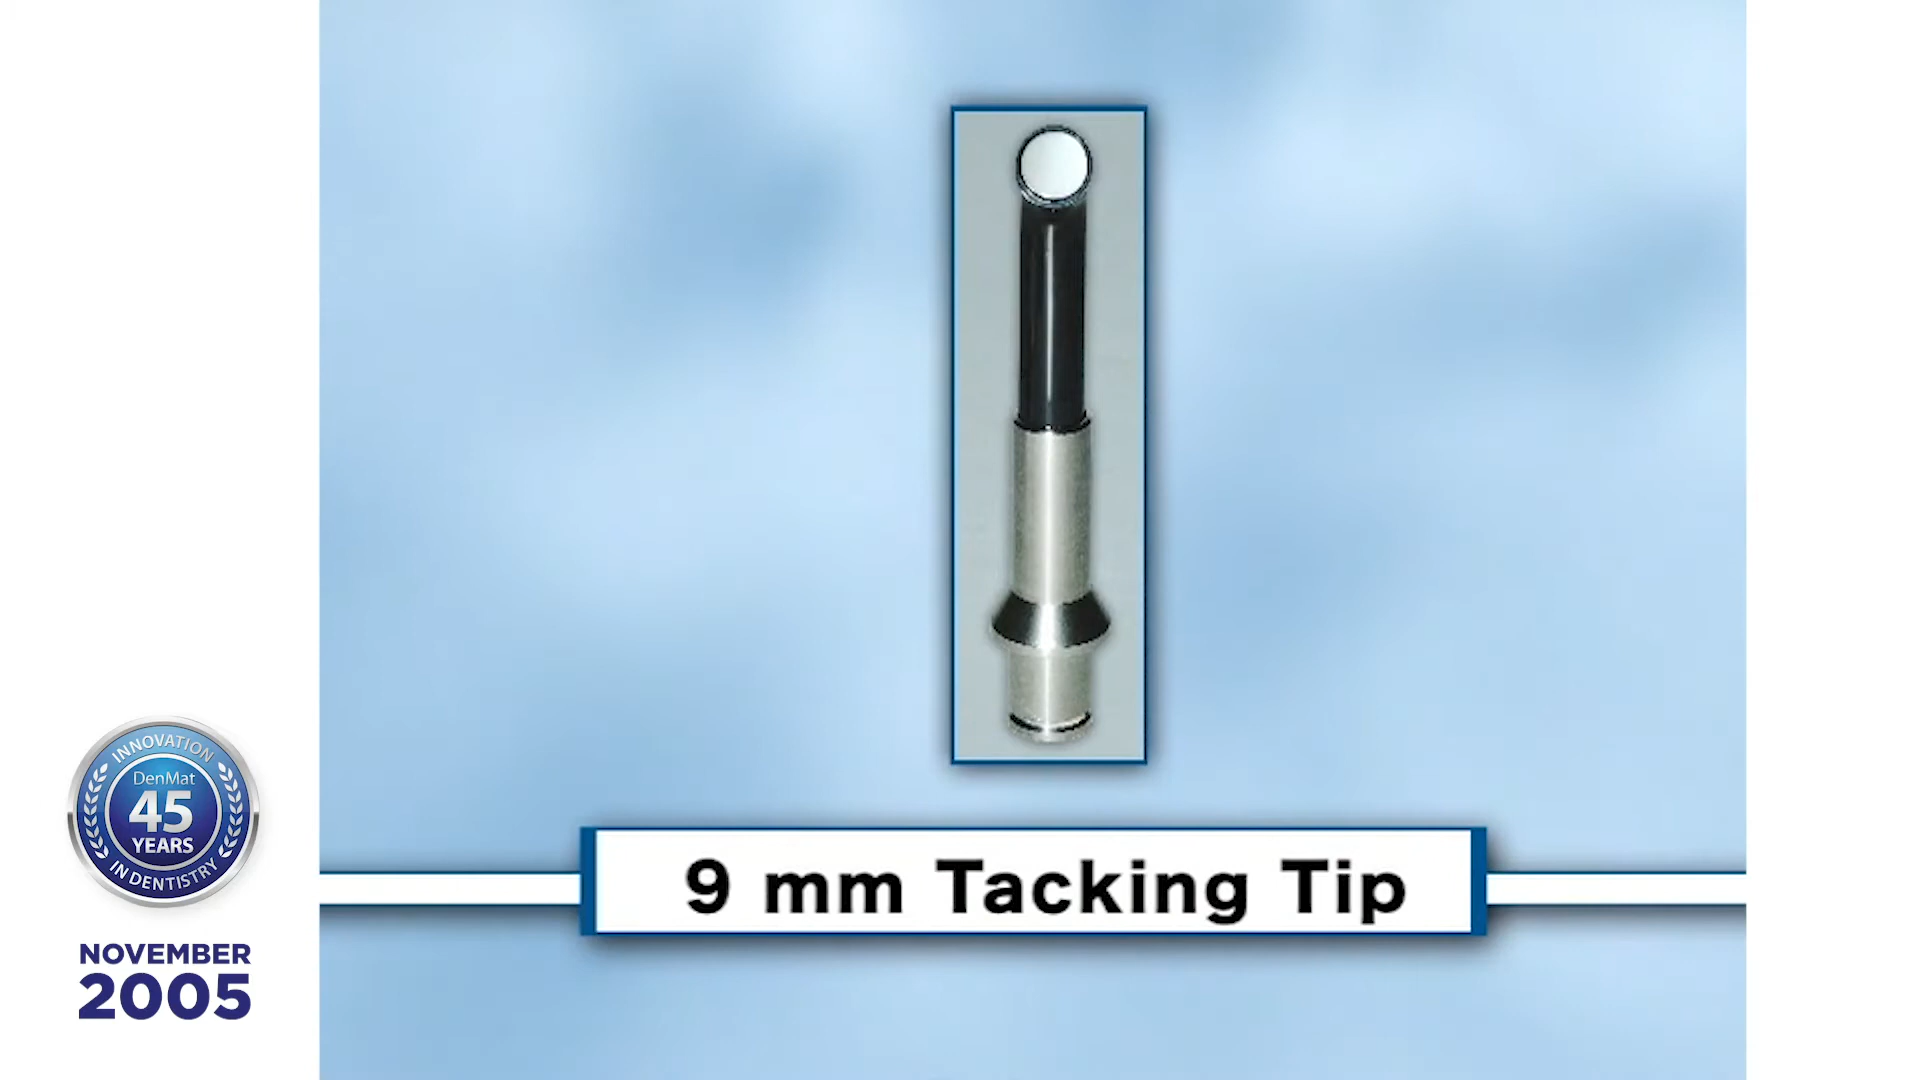 9 mm Tacking Tip
INNOVATION
DenMat
45
YEARS
IN DENTISTRY
NOVEMBER
2005